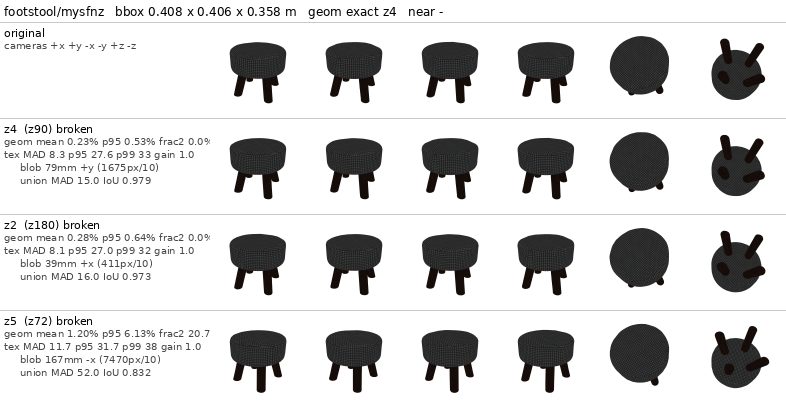 footstool/mysfnz   bbox 0.408 x 0.406 x 0.358 m   geom exact z4   near -
original
cameras +x +y -x -y +z -z
z4  (z90) broken
geom mean 0.23% p95 0.53% frac2 0.0%
tex MAD 8.3 p95 27.6 p99 33 gain 1.0
blob 79mm +y (1675px/10)
union MAD 15.0 IoU 0.979
z2  (z180) broken
geom mean 0.28% p95 0.64% frac2 0.0%
tex MAD 8.1 p95 27.0 p99 32 gain 1.0
blob 39mm +x (411px/10)
union MAD 16.0 IoU 0.973
z5  (z72) broken
geom mean 1.20% p95 6.13% frac2 20.7
tex MAD 11.7 p95 31.7 p99 38 gain 1.0
blob 167mm -x (7470px/10)
union MAD 52.0 IoU 0.832